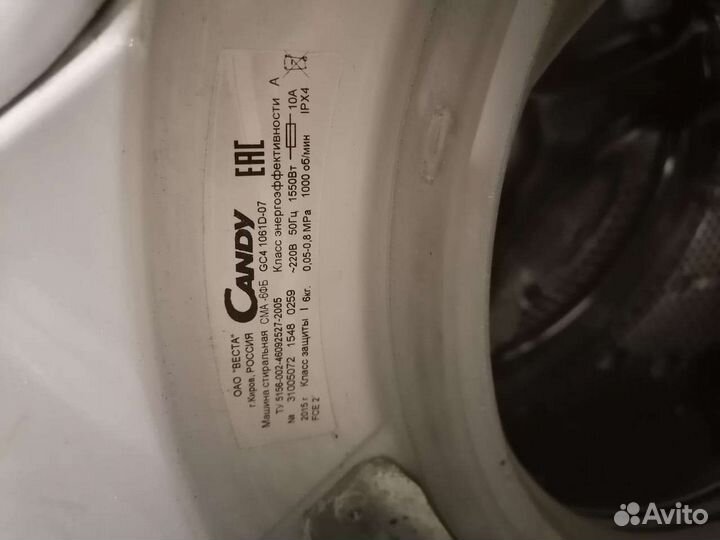 ОАО "ВЕСТА"
г.Киров, РОССИЯ
CANDY
EAC
Машина стиральная СМА -6ФБ GC4 1061D-07
ТУ 5156-002-46092527-2005 Класс энергоэффективности А
№ 31005072 1548 0259 ~220В 50Гц 1550Вт 10А
2015 г Класс защиты I 6кг. 0,05-0,8 MPa 1000 об/мин IPX4
FCE 2
Avito